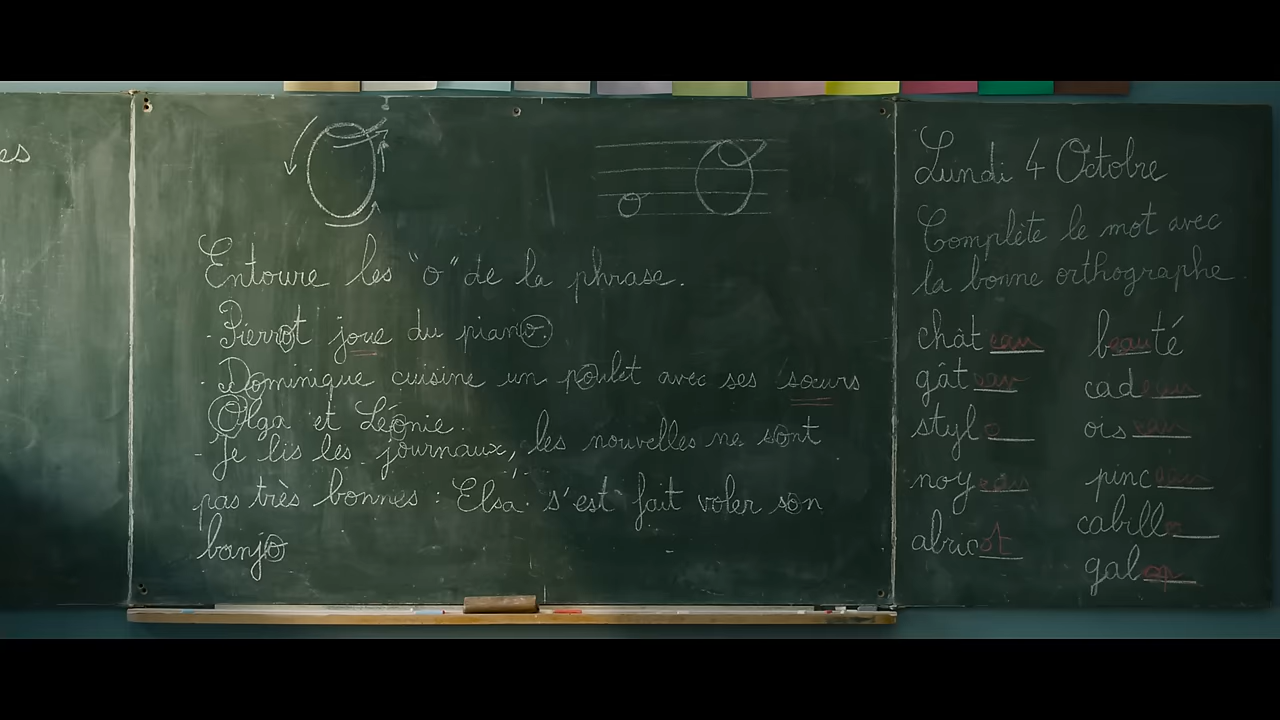 es
O
o O
Entoure les "o" de la phrase.
- Pierrot joue du piano.
- Dominique cuisine un poulet avec ses sœurs
Olga et Léonie.
- Je lis les journaux, les nouvelles ne sont
pas très bonnes : Elsa s'est fait voler son
banjo
Lundi 4 Octobre
Complète le mot avec
la bonne orthographe.
château beauté
gâteau cadeau
stylo oiseau
noyau pinceau
abricot
galop